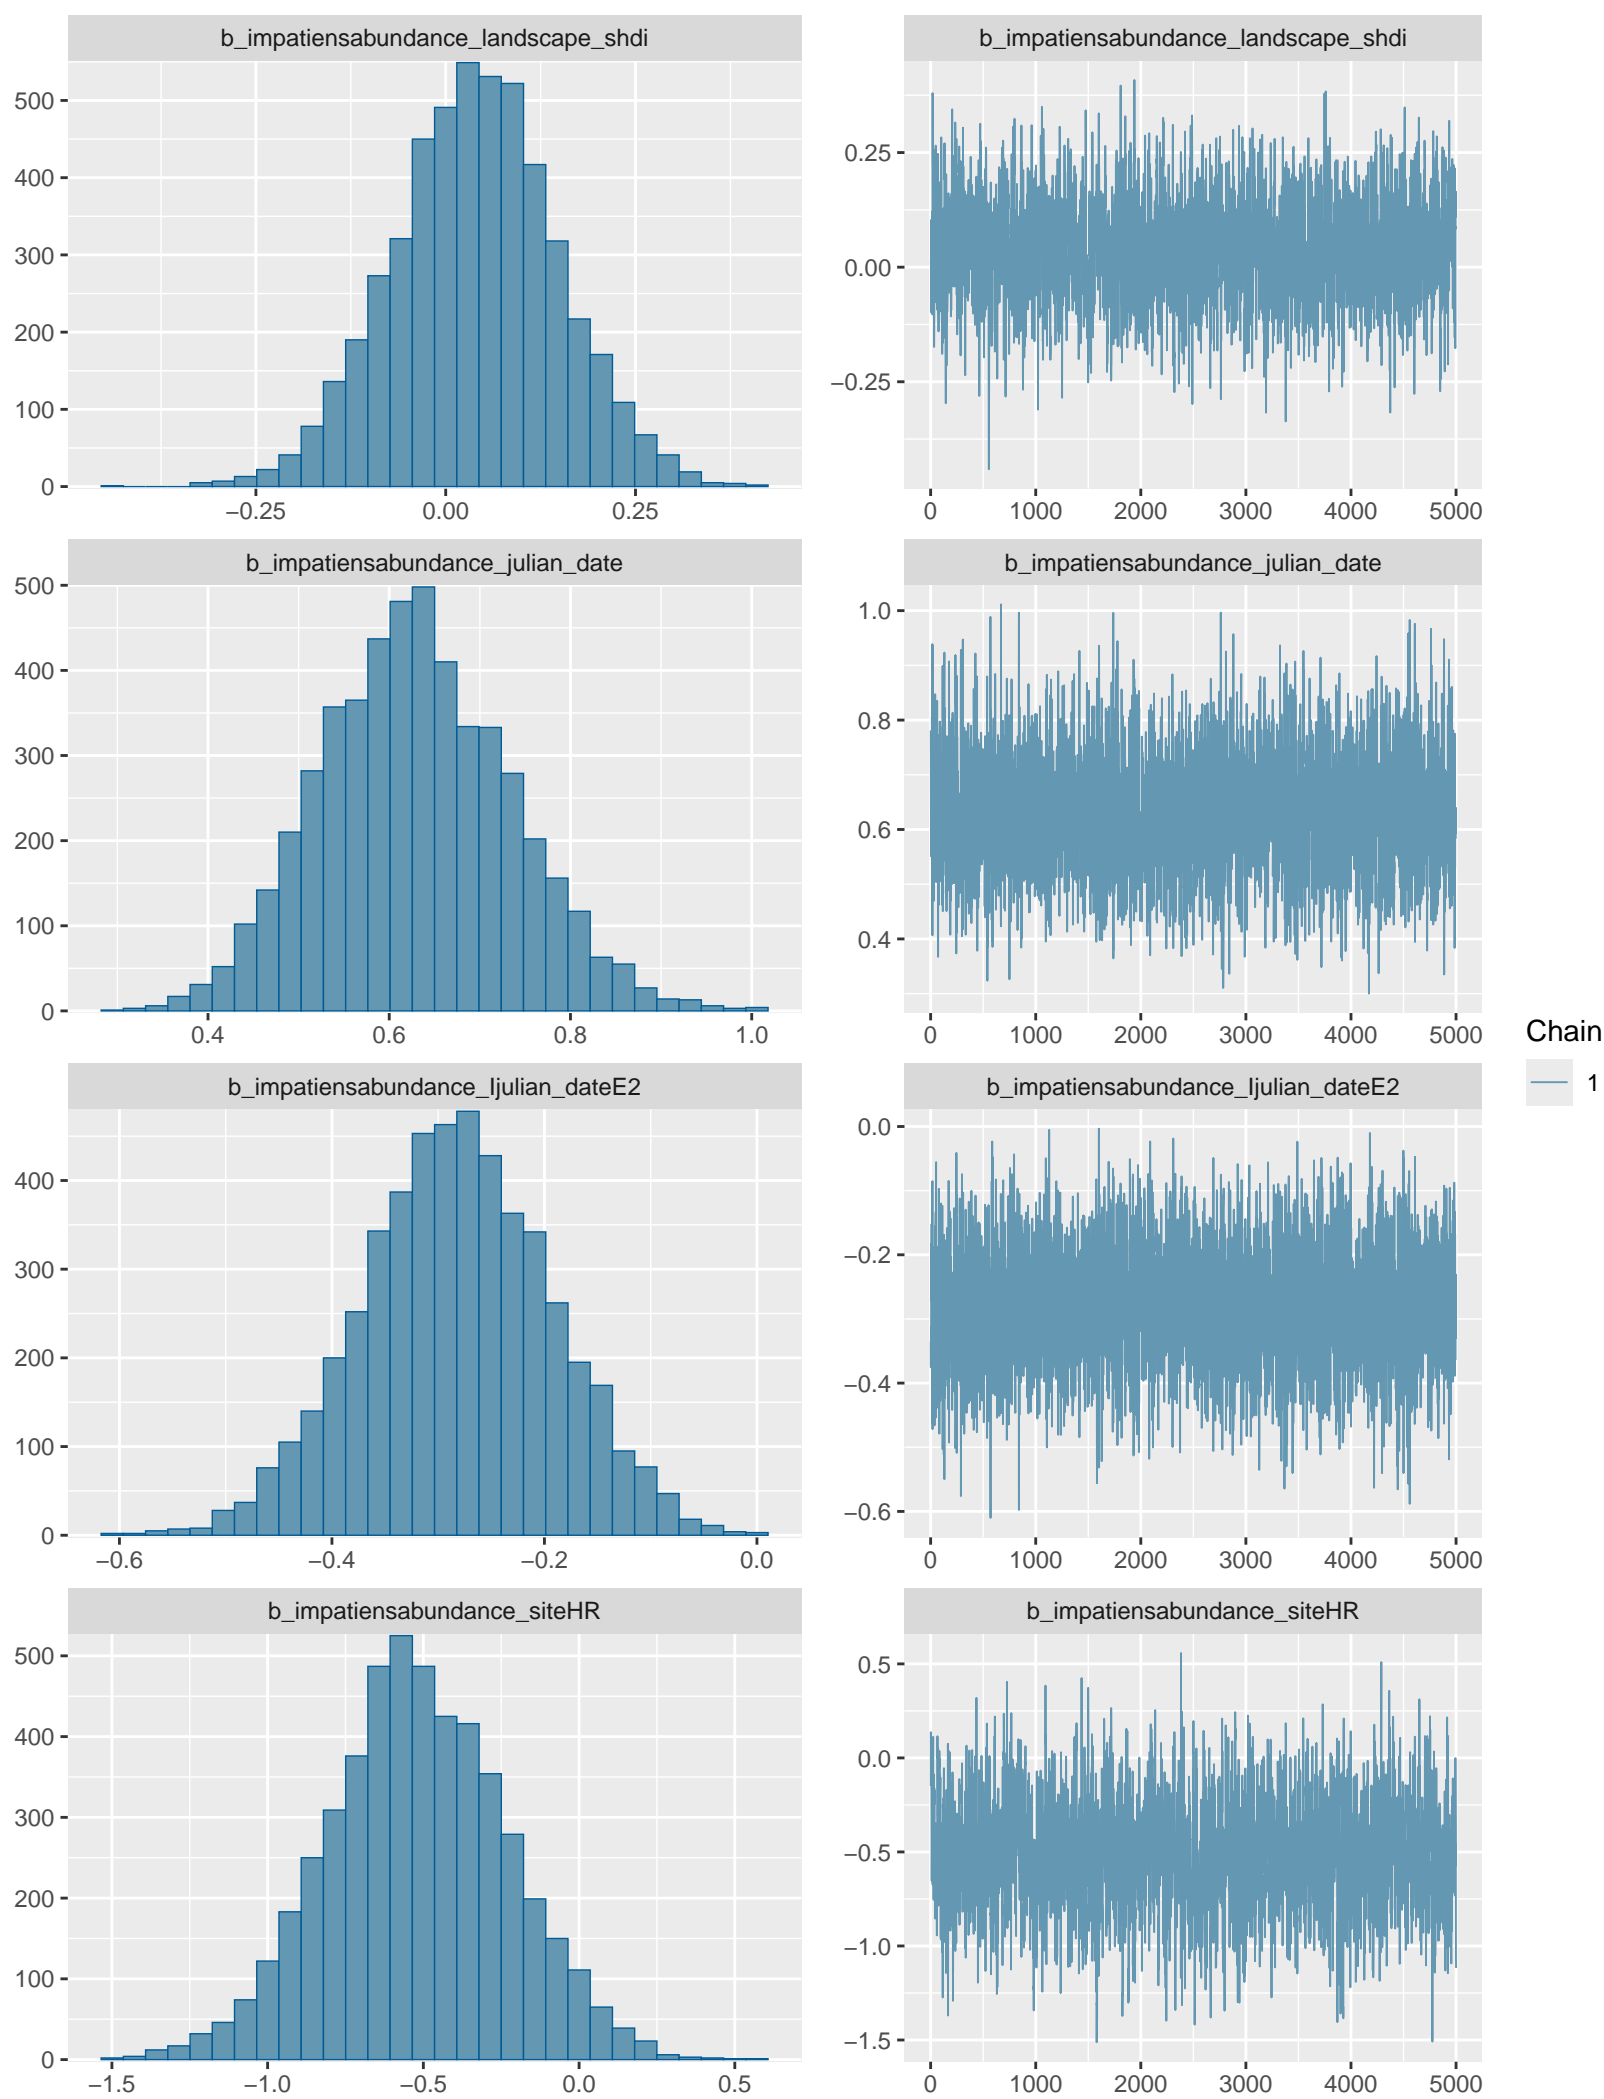 b_impatiensabundance_landscape_shdi
b_impatiensabundance_landscape_shdi
500
400
300
200
100
0
−0.25 0.00 0.25
0.25
0.00
−0.25
0 1000 2000 3000 4000 5000
b_impatiensabundance_julian_date
b_impatiensabundance_julian_date
500
400
300
200
100
0
0.4 0.6 0.8 1.0
1.0
0.8
0.6
0.4
0 1000 2000 3000 4000 5000
Chain
1
b_impatiensabundance_Ijulian_dateE2
b_impatiensabundance_Ijulian_dateE2
400
300
200
100
0
−0.6 −0.4 −0.2 0.0
0.0
−0.2
−0.4
−0.6
0 1000 2000 3000 4000 5000
b_impatiensabundance_siteHR
b_impatiensabundance_siteHR
500
400
300
200
100
0
−1.5 −1.0 −0.5 0.0 0.5
0.5
0.0
−0.5
−1.0
−1.5
0 1000 2000 3000 4000 5000